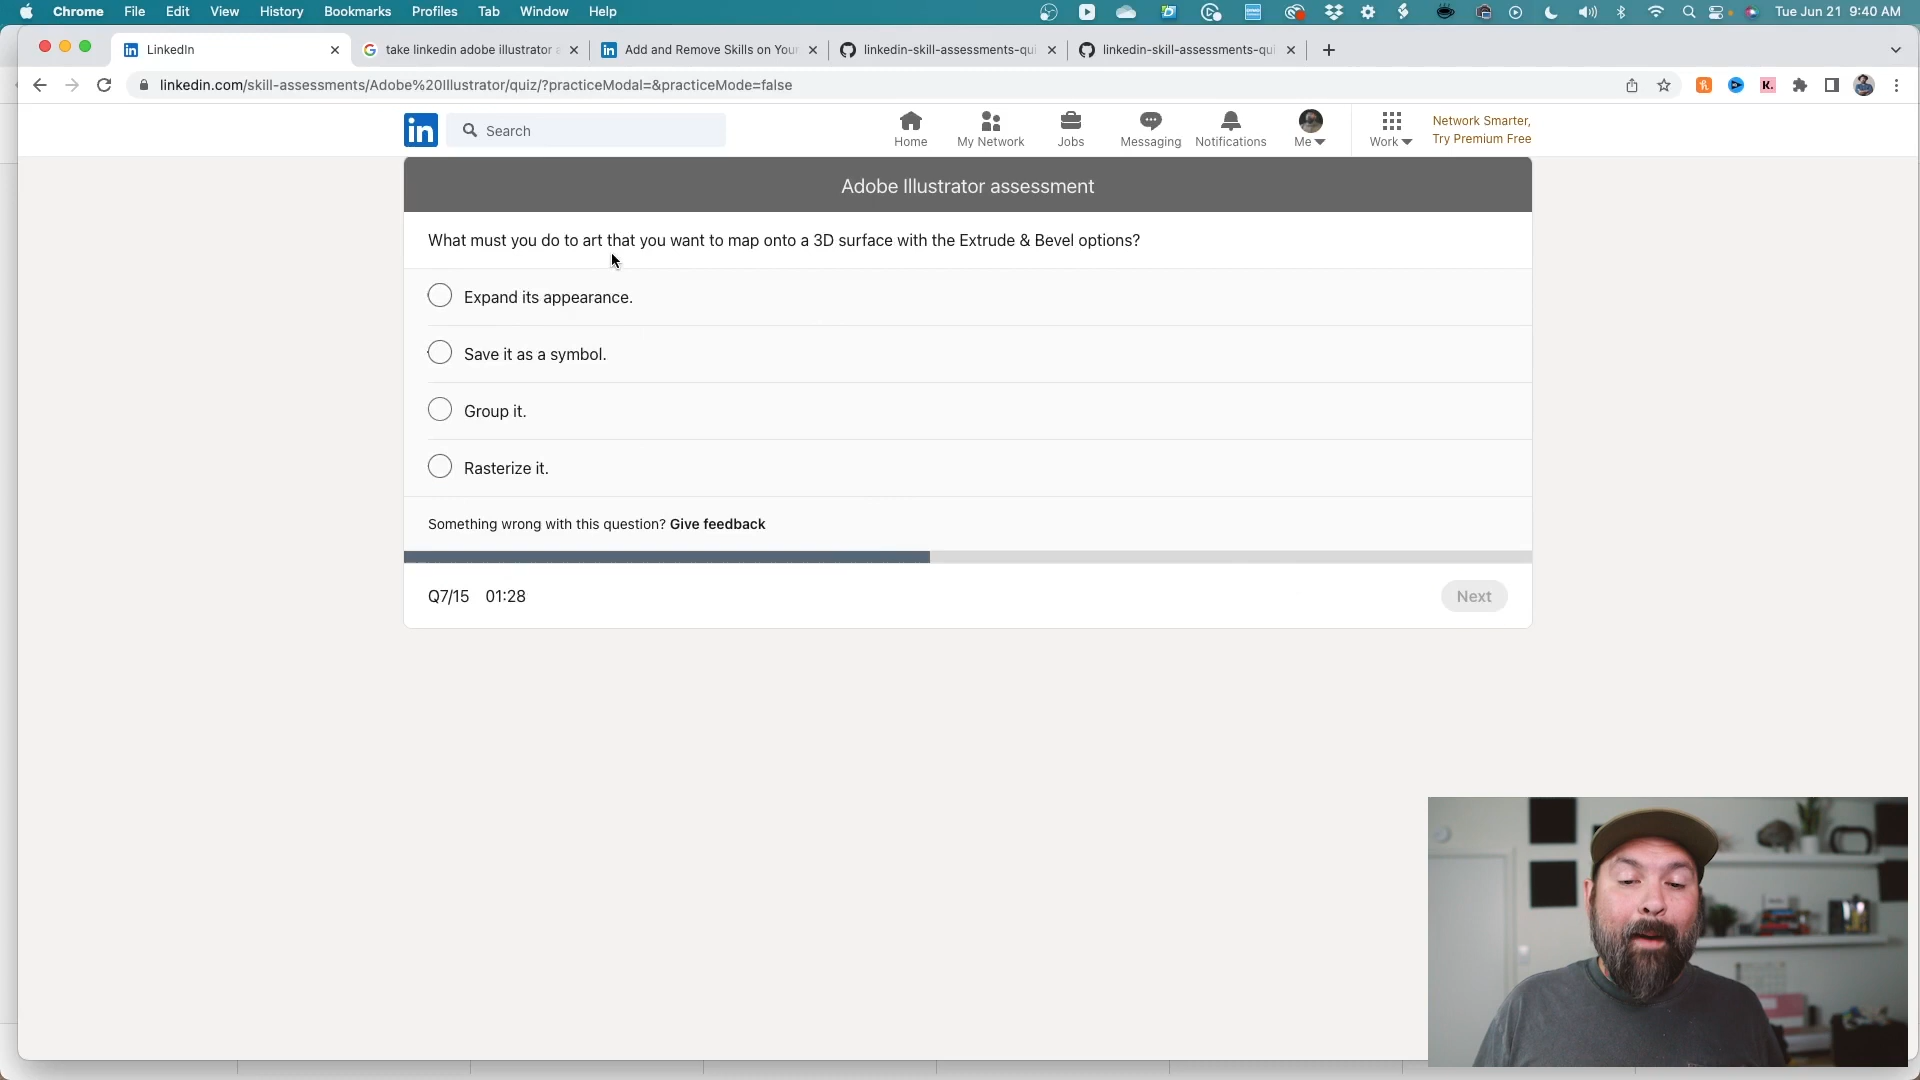 Chrome File Edit View History Bookmarks Profiles Tab Window Help Tue Jun 21 9:40 AM
LinkedIn take linkedin adobe illustrator Add and Remove Skills on Your linkedin-skill-assessments-qui linkedin-skill-assessments-qui
linkedin.com/skill-assessments/Adobe%20Illustrator/quiz/?practiceModal=&practiceMode=false
in Search Home My Network Jobs Messaging Notifications Me Work
Network Smarter,
Try Premium Free
Adobe Illustrator assessment
What must you do to art that you want to map onto a 3D surface with the Extrude & Bevel options?
Expand its appearance.
Save it as a symbol.
Group it.
Rasterize it.
Something wrong with this question? Give feedback
Q7/15 01:28 Next